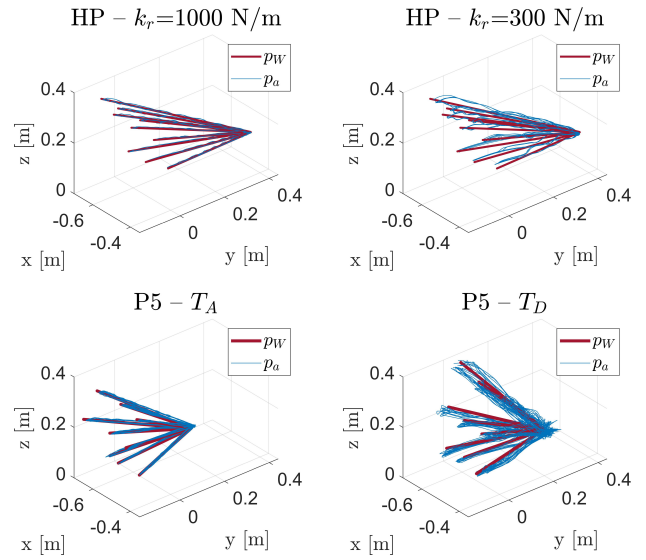 HP – k_r=1000 N/m
HP – k_r=300 N/m
p_W
p_a
0.4
0.2
0
z [m]
-0.6
-0.4
x [m]
0
0.2
0.4
y [m]
p_W
p_a
0.4
0.2
0
z [m]
-0.6
-0.4
x [m]
0
0.2
0.4
y [m]
P5 – T_A
P5 – T_D
p_W
p_a
0.4
0.2
0
z [m]
-0.6
-0.4
x [m]
0
0.2
0.4
y [m]
p_W
p_a
0.4
0.2
0
z [m]
-0.6
-0.4
x [m]
0
0.2
0.4
y [m]